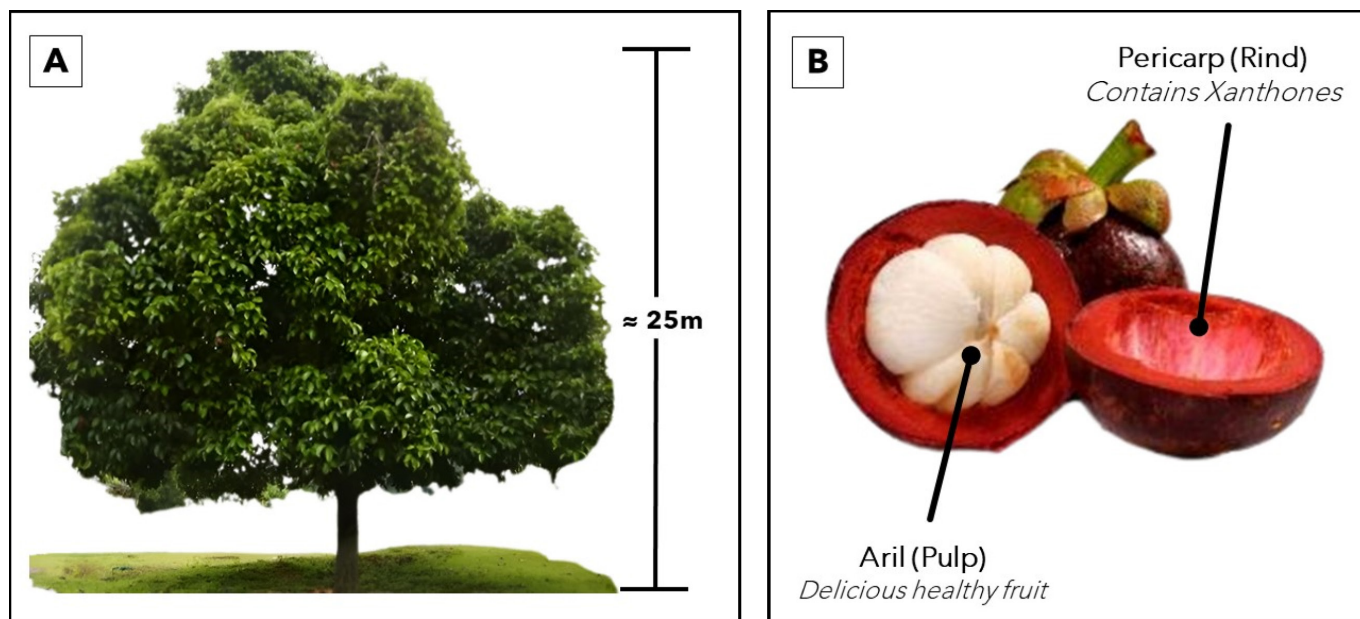 A
≈ 25m
B
Pericarp (Rind)
Contains Xanthones
Aril (Pulp)
Delicious healthy fruit